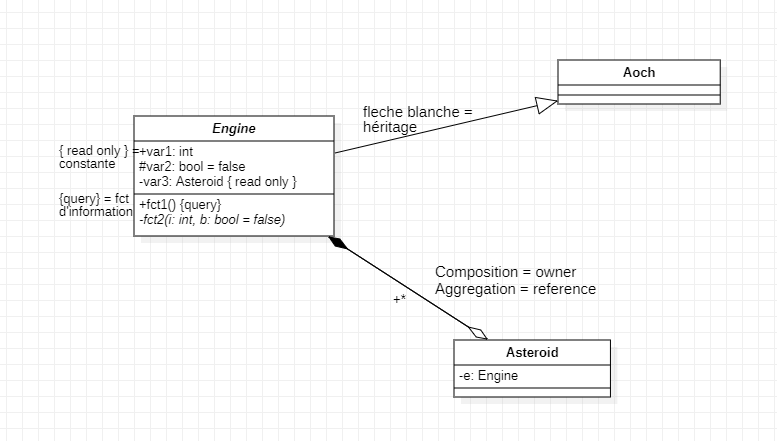 Aoch
fleche blanche =
héritage
Engine
{ read only } =
constante
+var1: int
#var2: bool = false
-var3: Asteroid { read only }
{query} = fct
d'information
+fct1() {query}
-fct2(i: int, b: bool = false)
Composition = owner
Aggregation = reference
+*
Asteroid
-e: Engine